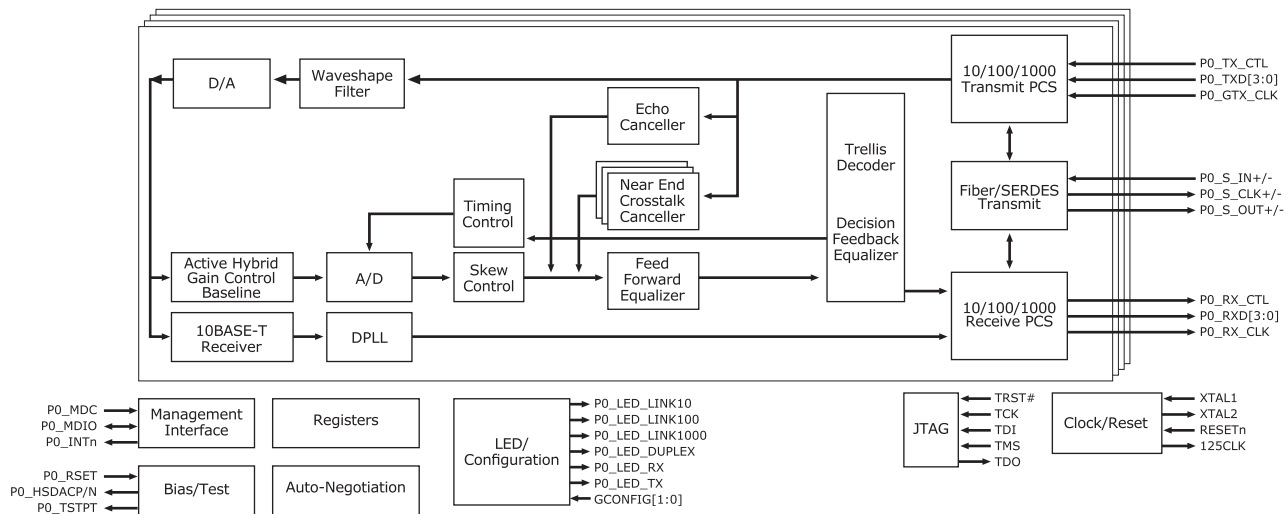 D/A
Waveshape
Filter
10/100/1000
Transmit PCS
P0_TX_CTL
P0_TXD[3:0]
P0_GTX_CLK
Echo
Canceller
Near End
Crosstalk
Canceller
Trellis
Decoder
Decision
Feedback
Equalizer
Fiber/SERDES
Transmit
P0_S_IN+/-
P0_S_CLK+/-
P0_S_OUT+/-
Timing
Control
Active Hybrid
Gain Control
Baseline
A/D
Skew
Control
Feed
Forward
Equalizer
10/100/1000
Receive PCS
P0_RX_CTL
P0_RXD[3:0]
P0_RX_CLK
10BASE-T
Receiver
DPLL
P0_MDC
P0_MDIO
P0_INTn
Management
Interface
Registers
P0_RSET
P0_HSDACP/N
P0_TSTPT
Bias/Test
Auto-Negotiation
LED/
Configuration
P0_LED_LINK10
P0_LED_LINK100
P0_LED_LINK1000
P0_LED_DUPLEX
P0_LED_RX
P0_LED_TX
GCONFIG[1:0]
JTAG
TRST#
TCK
TDI
TMS
TDO
Clock/Reset
XTAL1
XTAL2
RESETn
125CLK